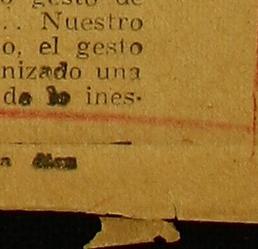 gesto de
... Nuestro
o, el gesto
nizado una
de lo ines-